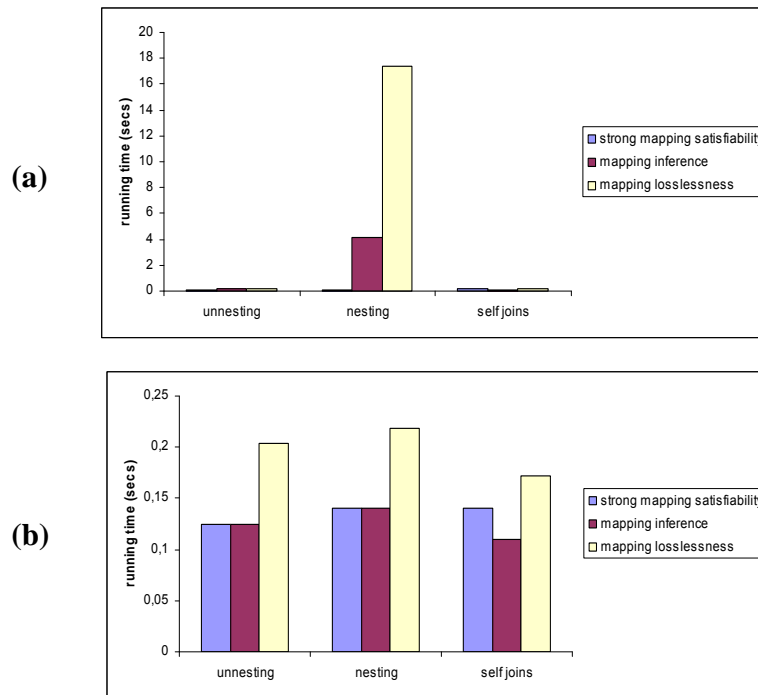 (a)
running time (secs)
20
18
16
14
12
10
8
6
4
2
0
unnesting
nesting
self joins
strong mapping satisfiability
mapping inference
mapping losslessness
(b)
running time (secs)
0,25
0,2
0,15
0,1
0,05
0
unnesting
nesting
self joins
strong mapping satisfiability
mapping inference
mapping losslessness